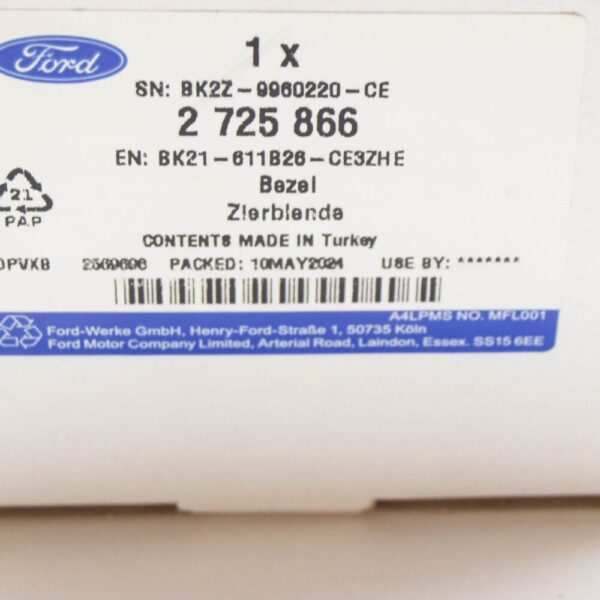 Ford
1 x
SN: BK2Z-9960220-CE
2 725 866
EN: BK21-611B26-CE3ZHE
Bezel
Zierblende
CONTENTS MADE IN Turkey
21
PAP
DPVXB PACKED: 10MAY2024 USE BY: *******
A4LPMS NO. MFL001
Ford-Werke GmbH, Henry-Ford-Straße 1, 50735 Köln
Ford Motor Company Limited, Arterial Road, Laindon, Essex. SS15 6EE